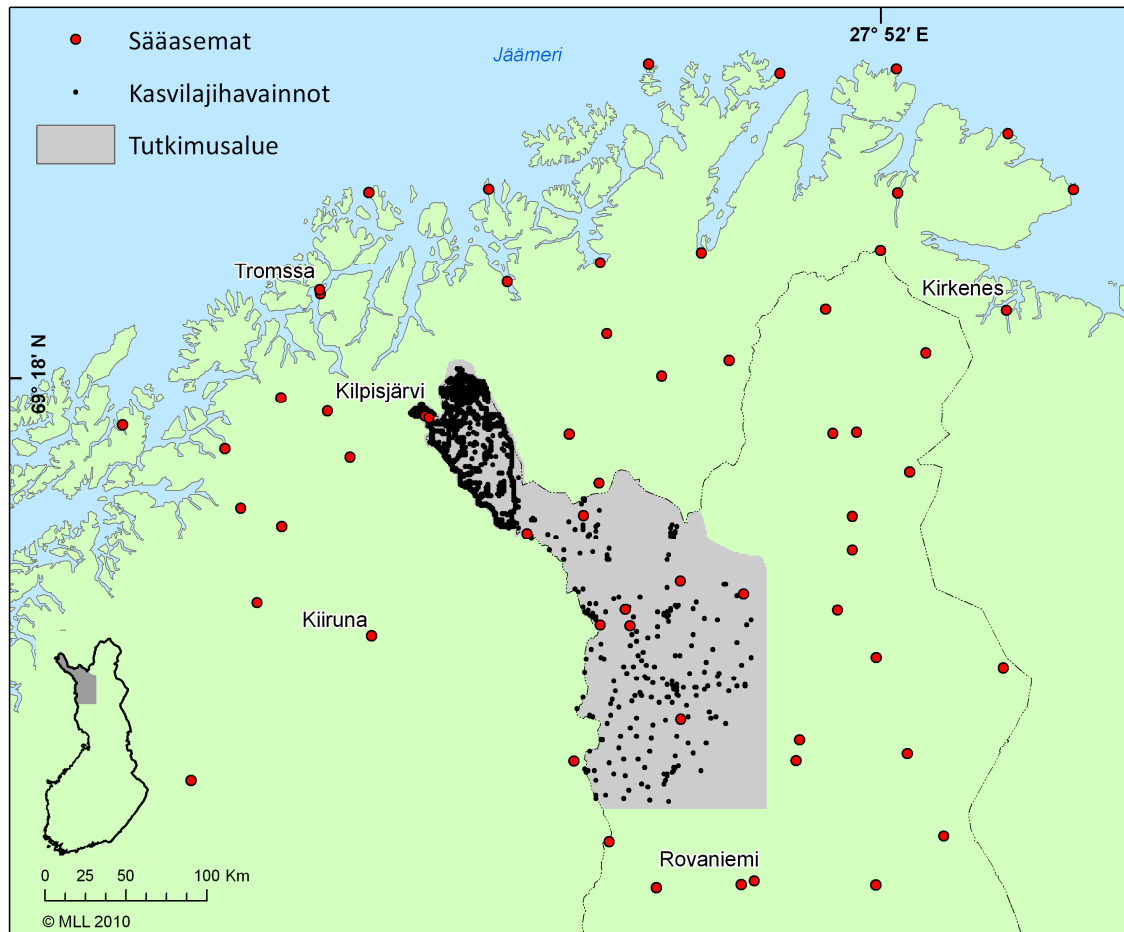 Sääasemat
Kasvilajihavainnot
Tutkimusalue
Jäämeri
27° 52' E
Tromssa
Kirkenes
69° 18' N
Kilpisjärvi
Kiiruna
Rovaniemi
0 25 50 100 Km
© MLL 2010